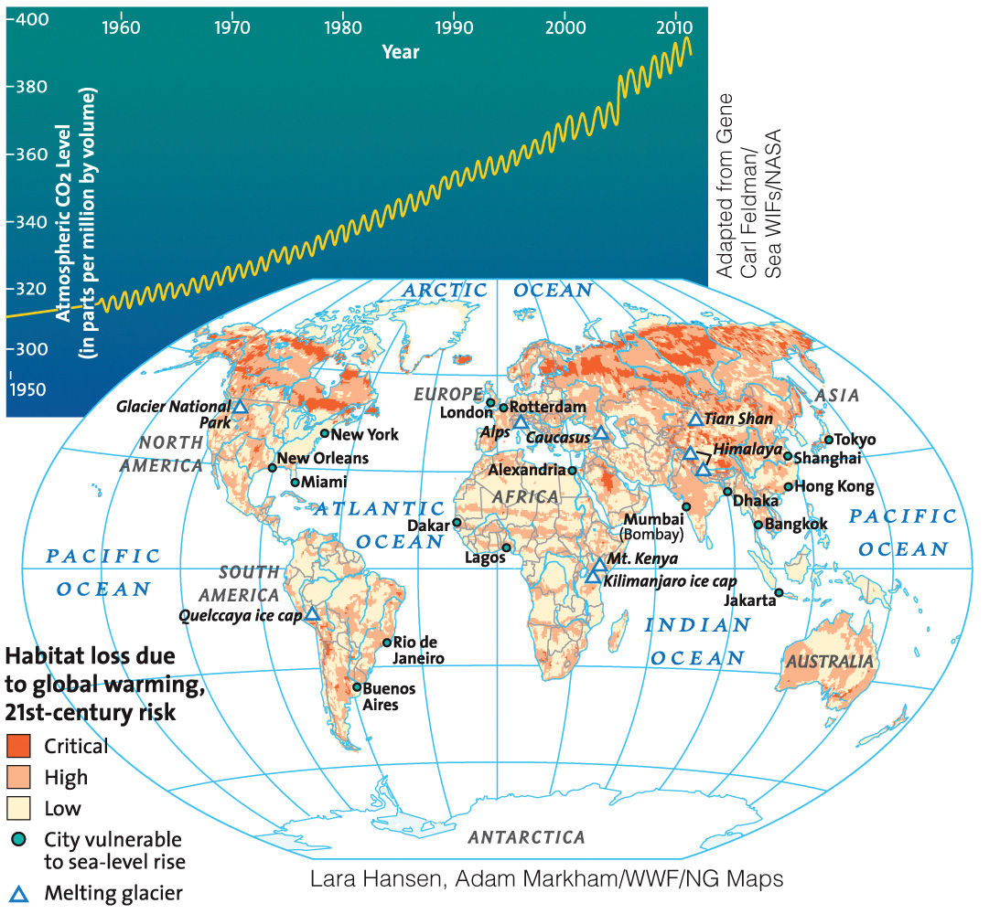 400
1960
1970
1980
1990
2000
2010
Year
380
360
340
320
300
1950
Atmospheric CO2 Level
(in parts per million by volume)
Adapted from Gene
Carl Feldman/
Sea WIFs/NASA
ARCTIC OCEAN
Glacier National
Park
NORTH
AMERICA
New York
New Orleans
Miami
EUROPE
London
Rotterdam
Alps
Caucasus
ASIA
Tian Shan
Himalaya
Tokyo
Shanghai
Hong Kong
Alexandria
AFRICA
ATLANTIC
OCEAN
Dakar
Lagos
Mumbai
(Bombay)
Dhaka
Bangkok
PACIFIC
OCEAN
PACIFIC
OCEAN
Mt. Kenya
Kilimanjaro ice cap
Jakarta
SOUTH
AMERICA
Quelccaya ice cap
Rio de
Janeiro
Buenos
Aires
INDIAN
OCEAN
AUSTRALIA
ANTARCTICA
Habitat loss due
to global warming,
21st-century risk
Critical
High
Low
City vulnerable
to sea-level rise
Melting glacier
Lara Hansen, Adam Markham/WWF/NG Maps